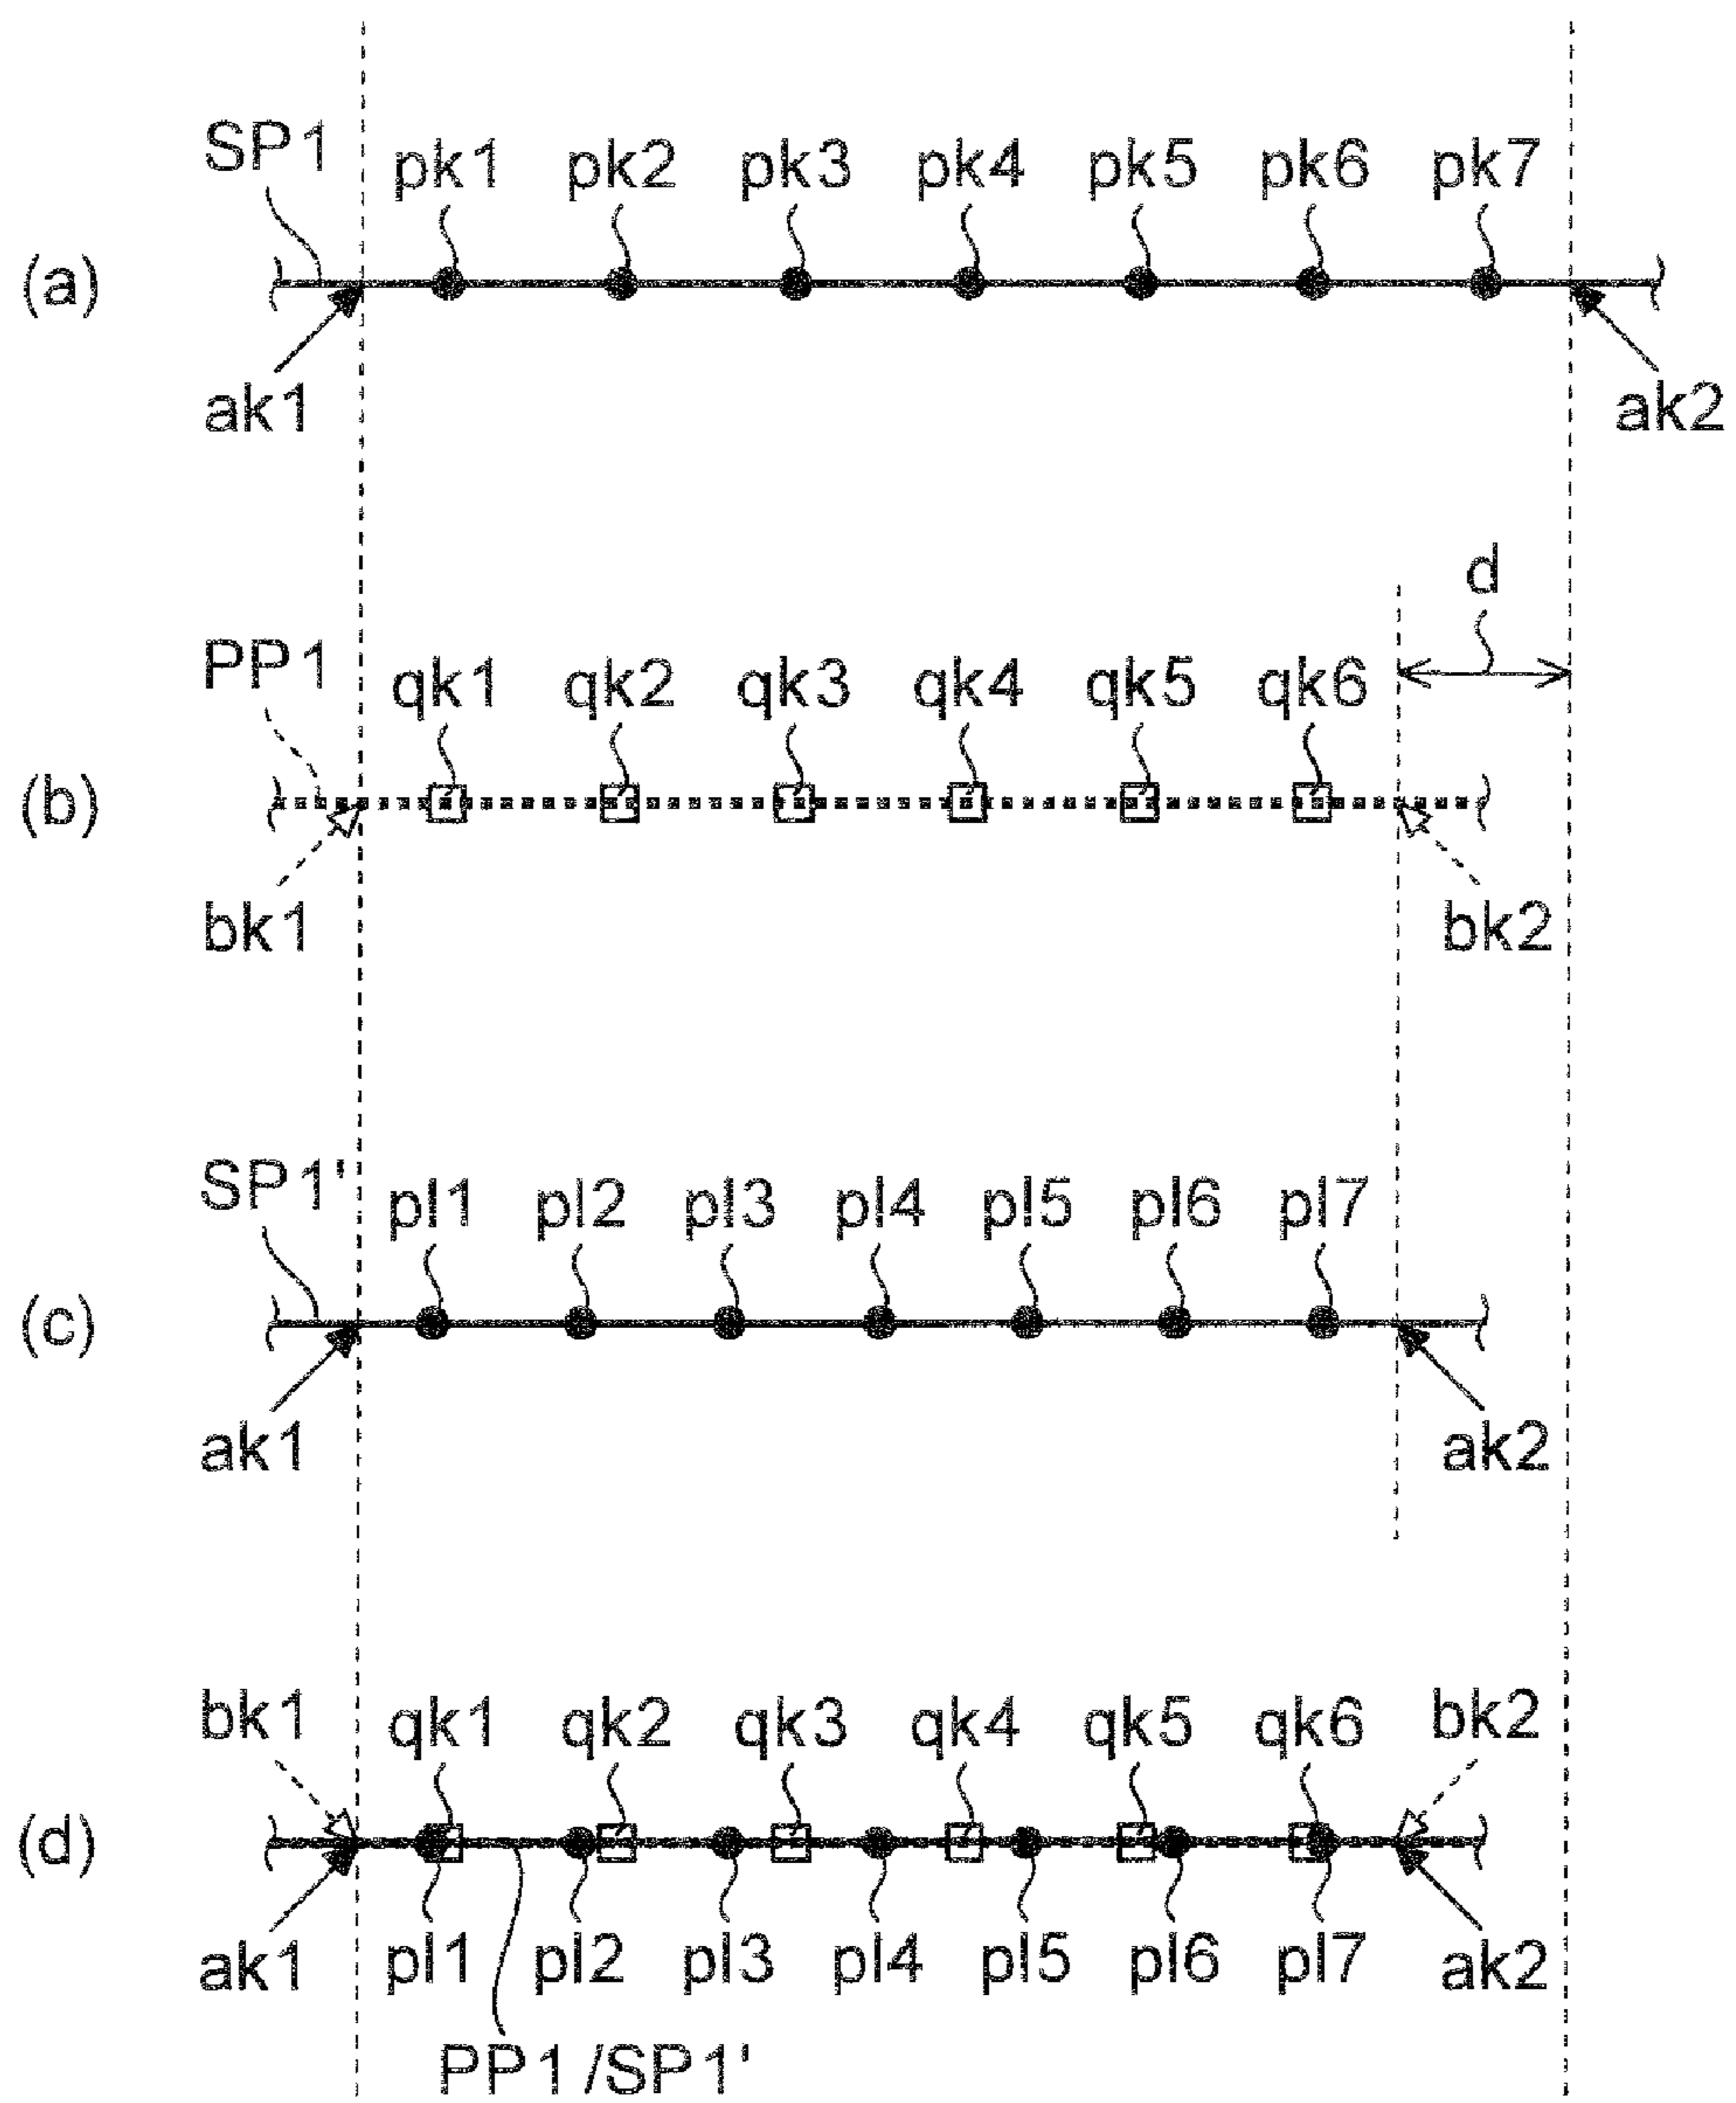 SP1 pk1 pk2 pk3 pk4 pk5 pk6 pk7
(a)
ak1 ak2
d
PP1 qk1 qk2 qk3 qk4 qk5 qk6
(b)
bk1 bk2
SP1' pl1 pl2 pl3 pl4 pl5 pl6 pl7
(c)
ak1 ak2
bk1 qk1 qk2 qk3 qk4 qk5 qk6 bk2
(d)
ak1 pl1 pl2 pl3 pl4 pl5 pl6 pl7 ak2
PP1/SP1'